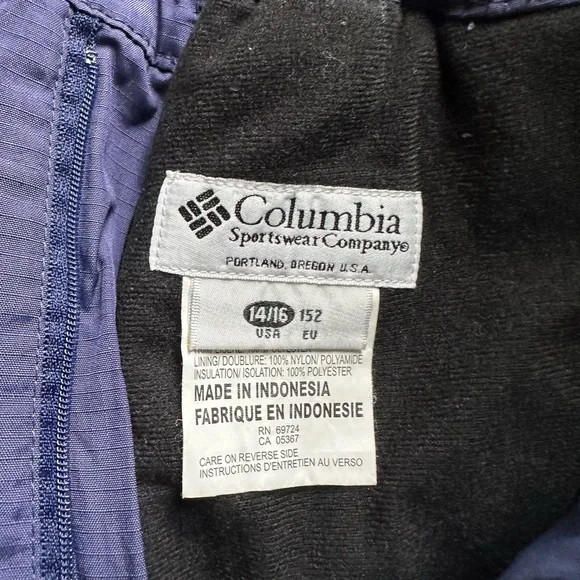 Columbia
Sportswear Company®
PORTLAND, OREGON U.S.A.
14/16 152
USA EU
LINING/ DOUBLURE: 100% NYLON/ POLYAMIDE
INSULATION/ ISOLATION: 100% POLYESTER
MADE IN INDONESIA
FABRIQUE EN INDONESIE
RN 69724
CA 05367
CARE ON REVERSE SIDE
INSTRUCTIONS D'ENTRETIEN AU VERSO